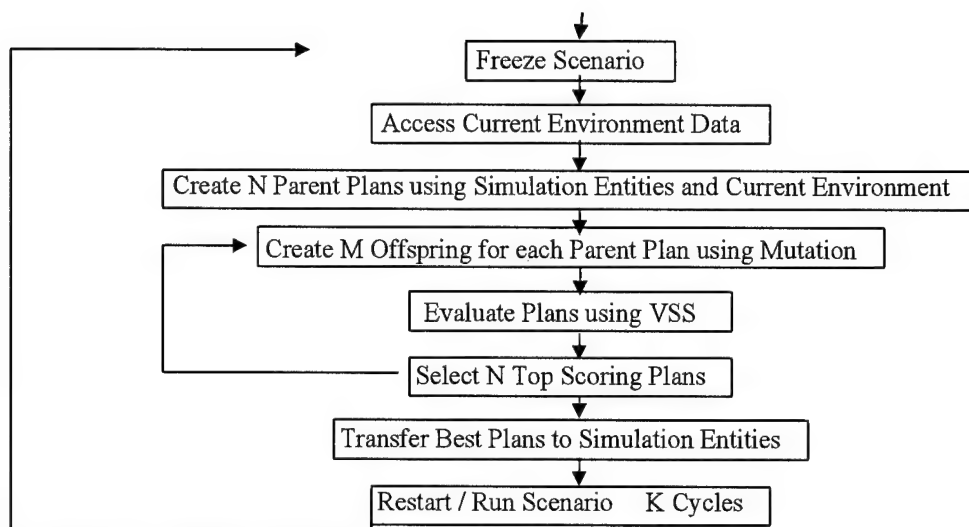 Freeze Scenario
Access Current Environment Data
Create N Parent Plans using Simulation Entities and Current Environment
Create M Offspring for each Parent Plan using Mutation
Evaluate Plans using VSS
Select N Top Scoring Plans
Transfer Best Plans to Simulation Entities
Restart / Run Scenario K Cycles